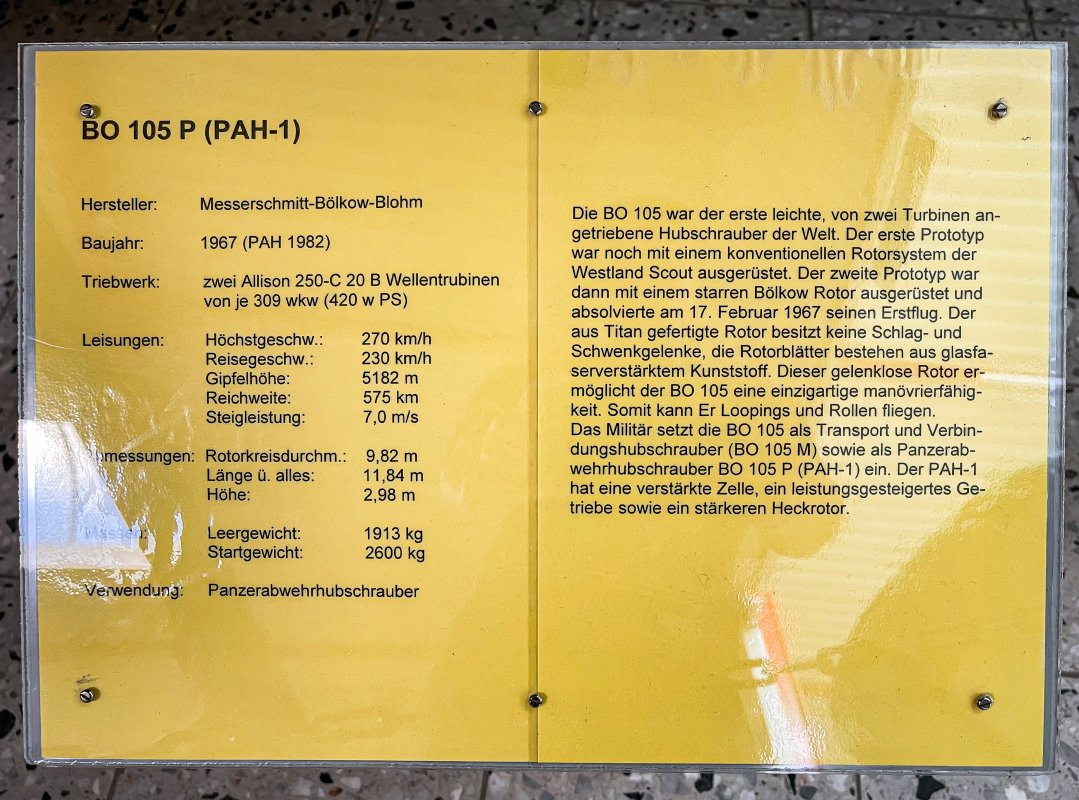 BO 105 P (PAH-1)
Hersteller: Messerschmitt-Bölkow-Blohm
Baujahr: 1967 (PAH 1982)
Triebwerk: zwei Allison 250-C 20 B Wellentrubinen
von je 309 wkw (420 w PS)
Leisungen: Höchstgeschw.: 270 km/h
Reisegeschw.: 230 km/h
Gipfelhöhe: 5182 m
Reichweite: 575 km
Steigleistung: 7,0 m/s
Abmessungen: Rotorkreisdurchm.: 9,82 m
Länge ü. alles: 11,84 m
Höhe: 2,98 m
Massen: Leergewicht: 1913 kg
Startgewicht: 2600 kg
Verwendung: Panzerabwehrhubschrauber
Die BO 105 war der erste leichte, von zwei Turbinen an-
getriebene Hubschrauber der Welt. Der erste Prototyp
war noch mit einem konventionellen Rotorsystem der
Westland Scout ausgerüstet. Der zweite Prototyp war
dann mit einem starren Bölkow Rotor ausgerüstet und
absolvierte am 17. Februar 1967 seinen Erstflug. Der
aus Titan gefertigte Rotor besitzt keine Schlag- und
Schwenkgelenke, die Rotorblätter bestehen aus glasfa-
serverstärktem Kunststoff. Dieser gelenklose Rotor er-
möglicht der BO 105 eine einzigartige manövrierfähig-
keit. Somit kann Er Loopings und Rollen fliegen.
Das Militär setzt die BO 105 als Transport und Verbin-
dungshubschrauber (BO 105 M) sowie als Panzerab-
wehrhubschrauber BO 105 P (PAH-1) ein. Der PAH-1
hat eine verstärkte Zelle, ein leistungsgesteigertes Ge-
triebe sowie ein stärkeren Heckrotor.